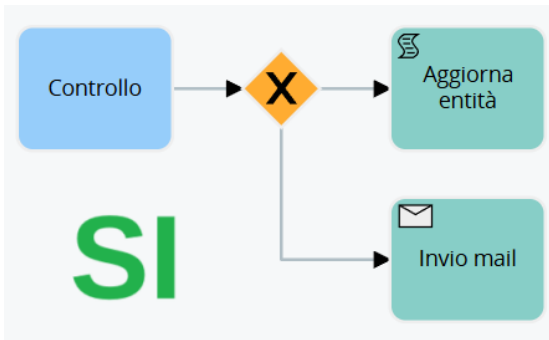 Controllo
X
Aggiorna
entità
Invio mail
SI